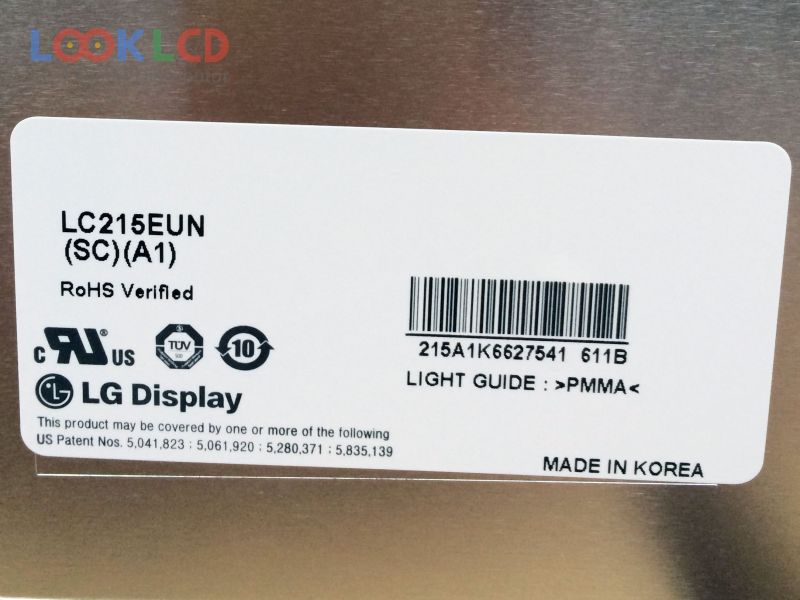 LOOKLCD
LC215EUN
(SC)(A1)
RoHS Verified
215A1K6627541 611B
LIGHT GUIDE : >PMMA<
c RU® US
TÜV
10
LG Display
This product may be covered by one or more of the following
US Patent Nos. 5,041,823 : 5,061,920 : 5,280,371 : 5,835,139
MADE IN KOREA